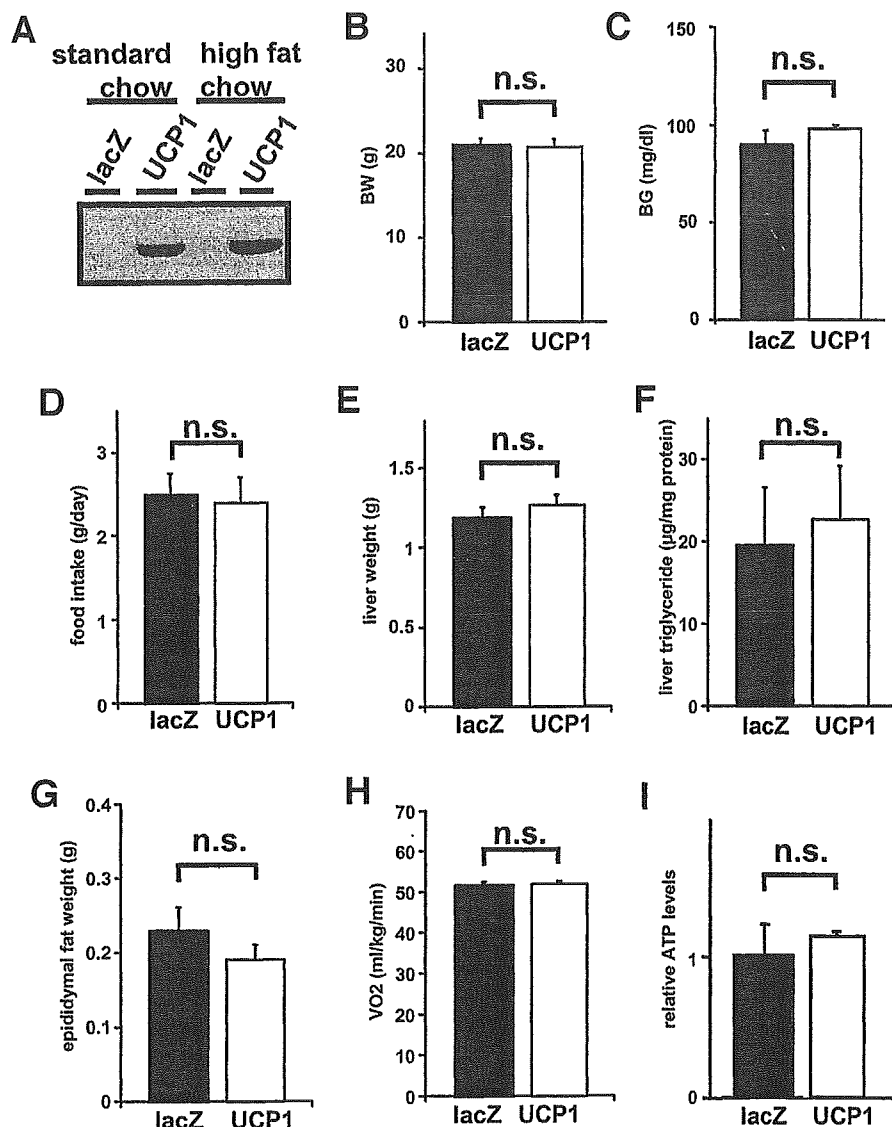 A
standard high fat
chow chow
lacZ UCP1 lacZ UCP1
B
30
20
10
0
BW (g)
n.s.
lacZ UCP1
C
150
100
50
0
BG (mg/dl)
n.s.
lacZ UCP1
D
3
2
1
0
food intake (g/day)
n.s.
lacZ UCP1
E
1.5
1
0.5
0
liver weight (g)
n.s.
lacZ UCP1
F
30
20
10
0
liver triglyceride (µg/mg protein)
n.s.
lacZ UCP1
G
0.4
0.3
0.2
0.1
0
epididymal fat weight (g)
n.s.
lacZ UCP1
H
70
60
50
40
30
20
10
0
VO2 (ml/kg/min)
n.s.
lacZ UCP1
I
1
0
relative ATP levels
n.s.
lacZ UCP1